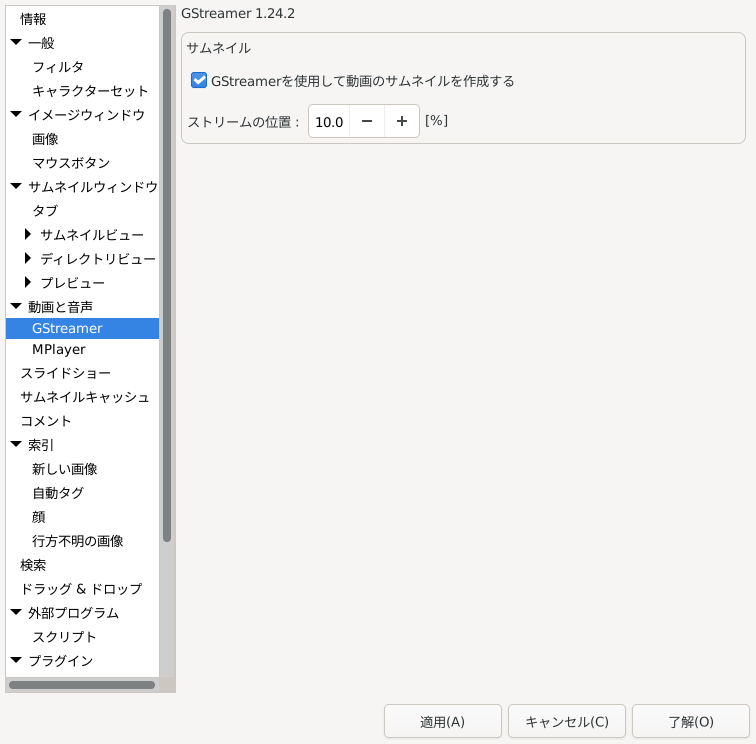 情報
一般
フィルタ
キャラクターセット
イメージウィンドウ
画像
マウスボタン
サムネイルウィンドウ
タブ
サムネイルビュー
ディレクトリビュー
プレビュー
動画と音声
GStreamer
MPlayer
スライドショー
サムネイルキャッシュ
コメント
索引
新しい画像
自動タグ
顔
行方不明の画像
検索
ドラッグ & ドロップ
外部プログラム
スクリプト
プラグイン
GStreamer 1.24.2
サムネイル
GStreamerを使用して動画のサムネイルを作成する
ストリームの位置： 10.0 − + [%]
適用(A) キャンセル(C) 了解(O)